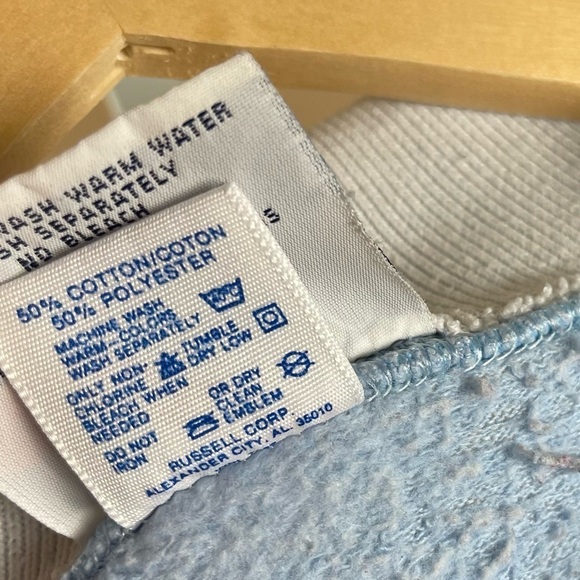 WASH WARM WATER
SH SEPARATELY
NO BLEACH
S
50% COTTON/COTON
50% POLYESTER
MACHINE WASH
WARM-COLORS
WASH SEPARATELY
ONLY NON
CHLORINE
BLEACH WHEN
NEEDED
TUMBLE
DRY LOW
DO NOT
IRON
OR DRY
CLEAN
EMBLEM
RUSSELL CORP
ALEXANDER CITY, AL 35010